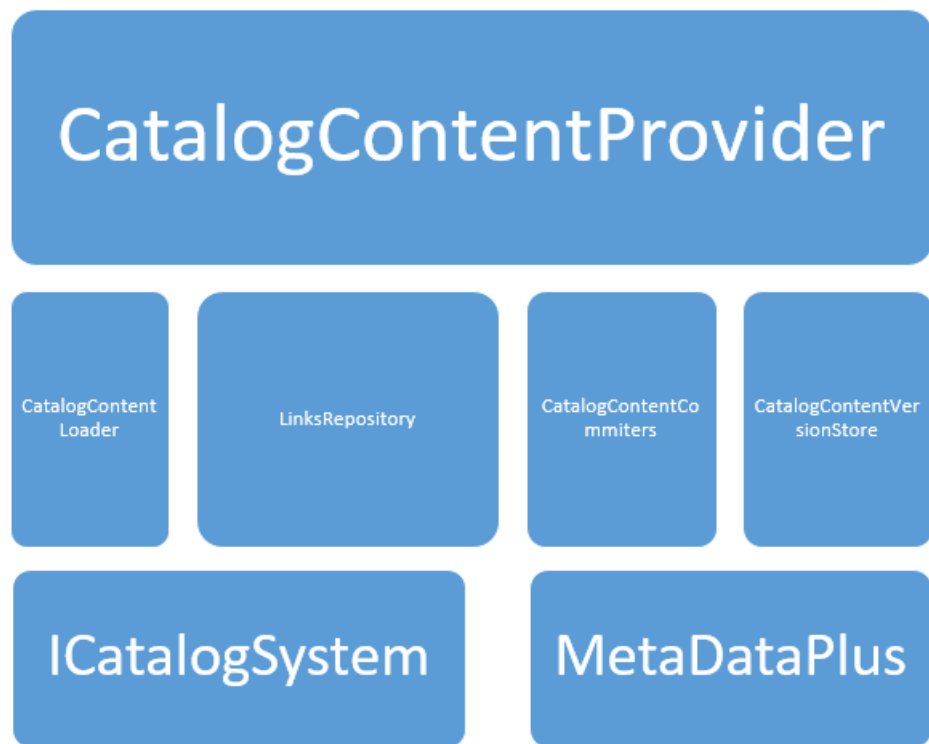 CatalogContentProvider
CatalogContent
Loader
LinksRepository
CatalogContentCo
mmiters
CatalogContentVer
sionStore
ICatalogSystem
MetaDataPlus